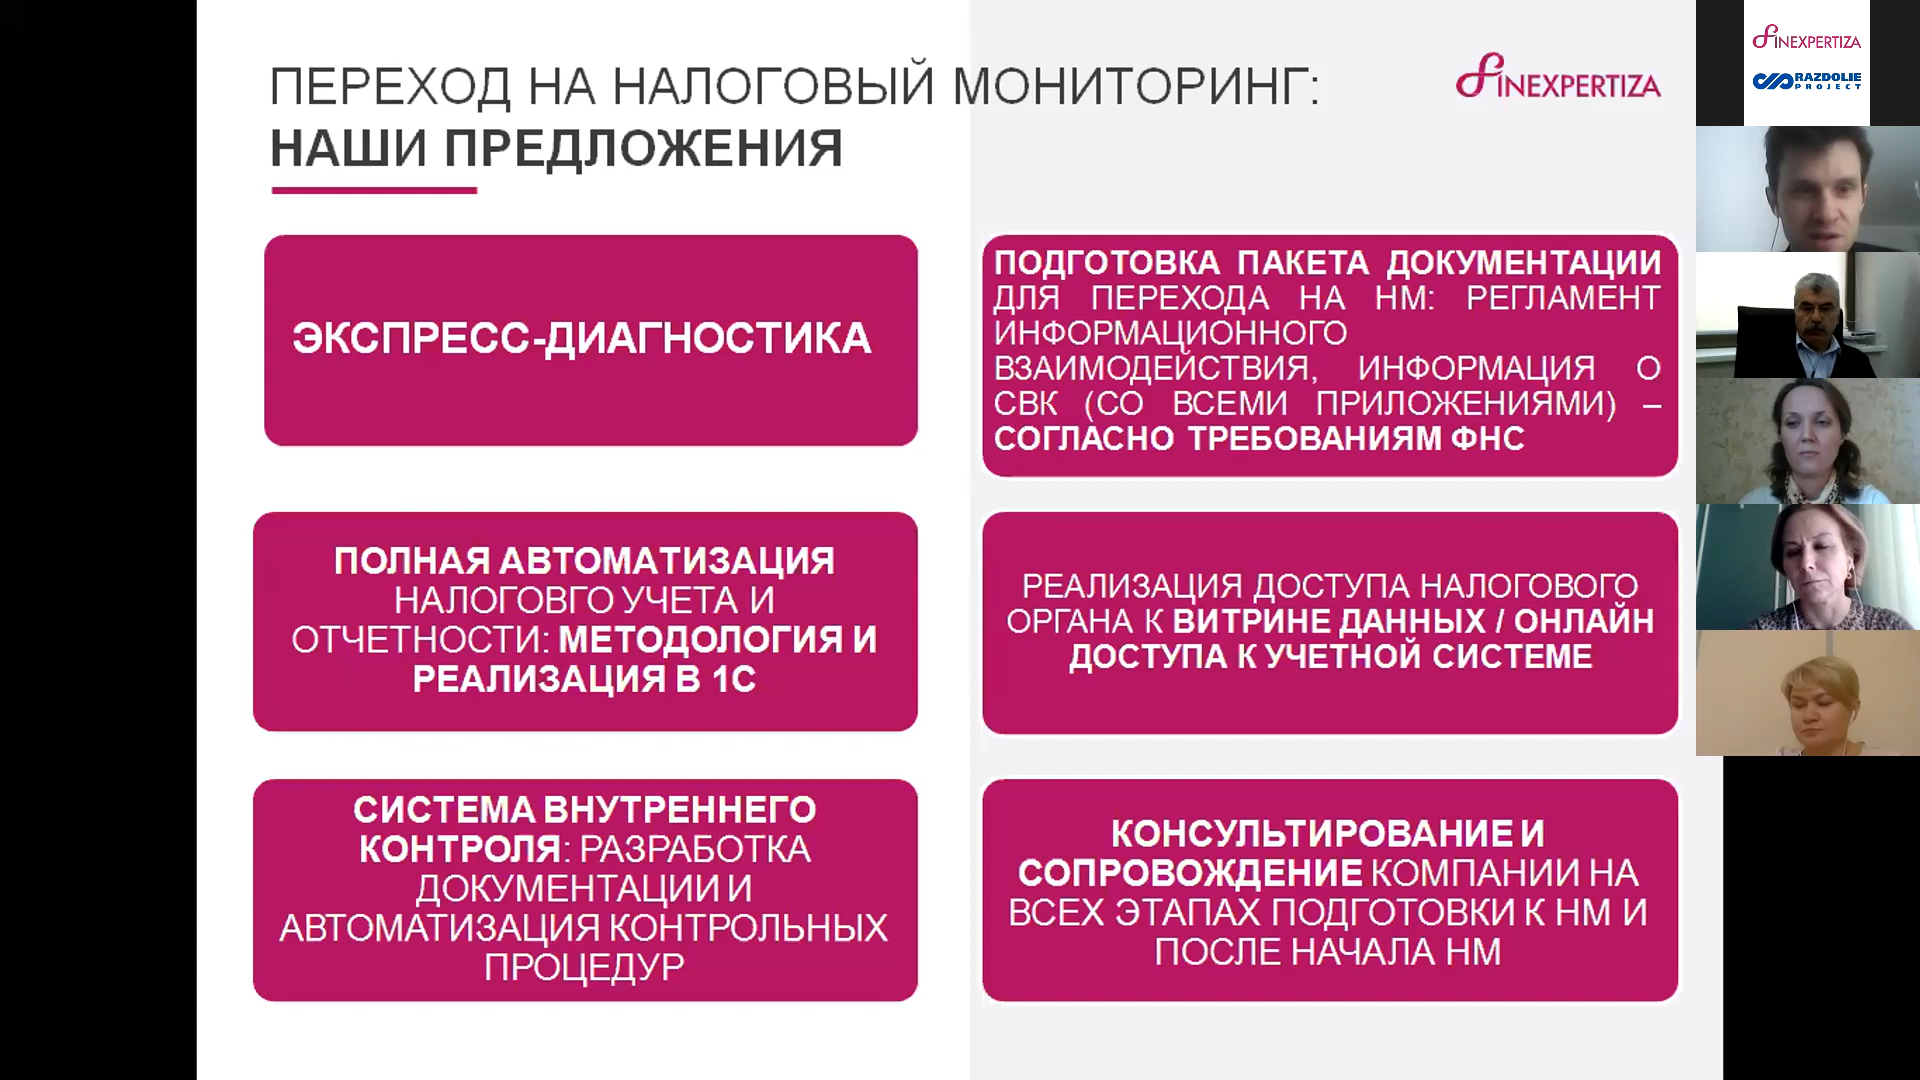 ПЕРЕХОД НА НАЛОГОВЫЙ МОНИТОРИНГ:
НАШИ ПРЕДЛОЖЕНИЯ
FINEXPERTIZA
ЭКСПРЕСС-ДИАГНОСТИКА
ПОДГОТОВКА ПАКЕТА ДОКУМЕНТАЦИИ
ДЛЯ ПЕРЕХОДА НА НМ: РЕГЛАМЕНТ
ИНФОРМАЦИОННОГО
ВЗАИМОДЕЙСТВИЯ, ИНФОРМАЦИЯ О
СВК (СО ВСЕМИ ПРИЛОЖЕНИЯМИ) –
СОГЛАСНО ТРЕБОВАНИЯМ ФНС
ПОЛНАЯ АВТОМАТИЗАЦИЯ
НАЛОГОВГО УЧЕТА И
ОТЧЕТНОСТИ: МЕТОДОЛОГИЯ И
РЕАЛИЗАЦИЯ В 1С
РЕАЛИЗАЦИЯ ДОСТУПА НАЛОГОВОГО
ОРГАНА К ВИТРИНЕ ДАННЫХ / ОНЛАЙН
ДОСТУПА К УЧЕТНОЙ СИСТЕМЕ
СИСТЕМА ВНУТРЕННЕГО
КОНТРОЛЯ: РАЗРАБОТКА
ДОКУМЕНТАЦИИ И
АВТОМАТИЗАЦИЯ КОНТРОЛЬНЫХ
ПРОЦЕДУР
КОНСУЛЬТИРОВАНИЕ И
СОПРОВОЖДЕНИЕ КОМПАНИИ НА
ВСЕХ ЭТАПАХ ПОДГОТОВКИ К НМ И
ПОСЛЕ НАЧАЛА НМ
FINEXPERTIZA
RAZDOLIE
PROJECT